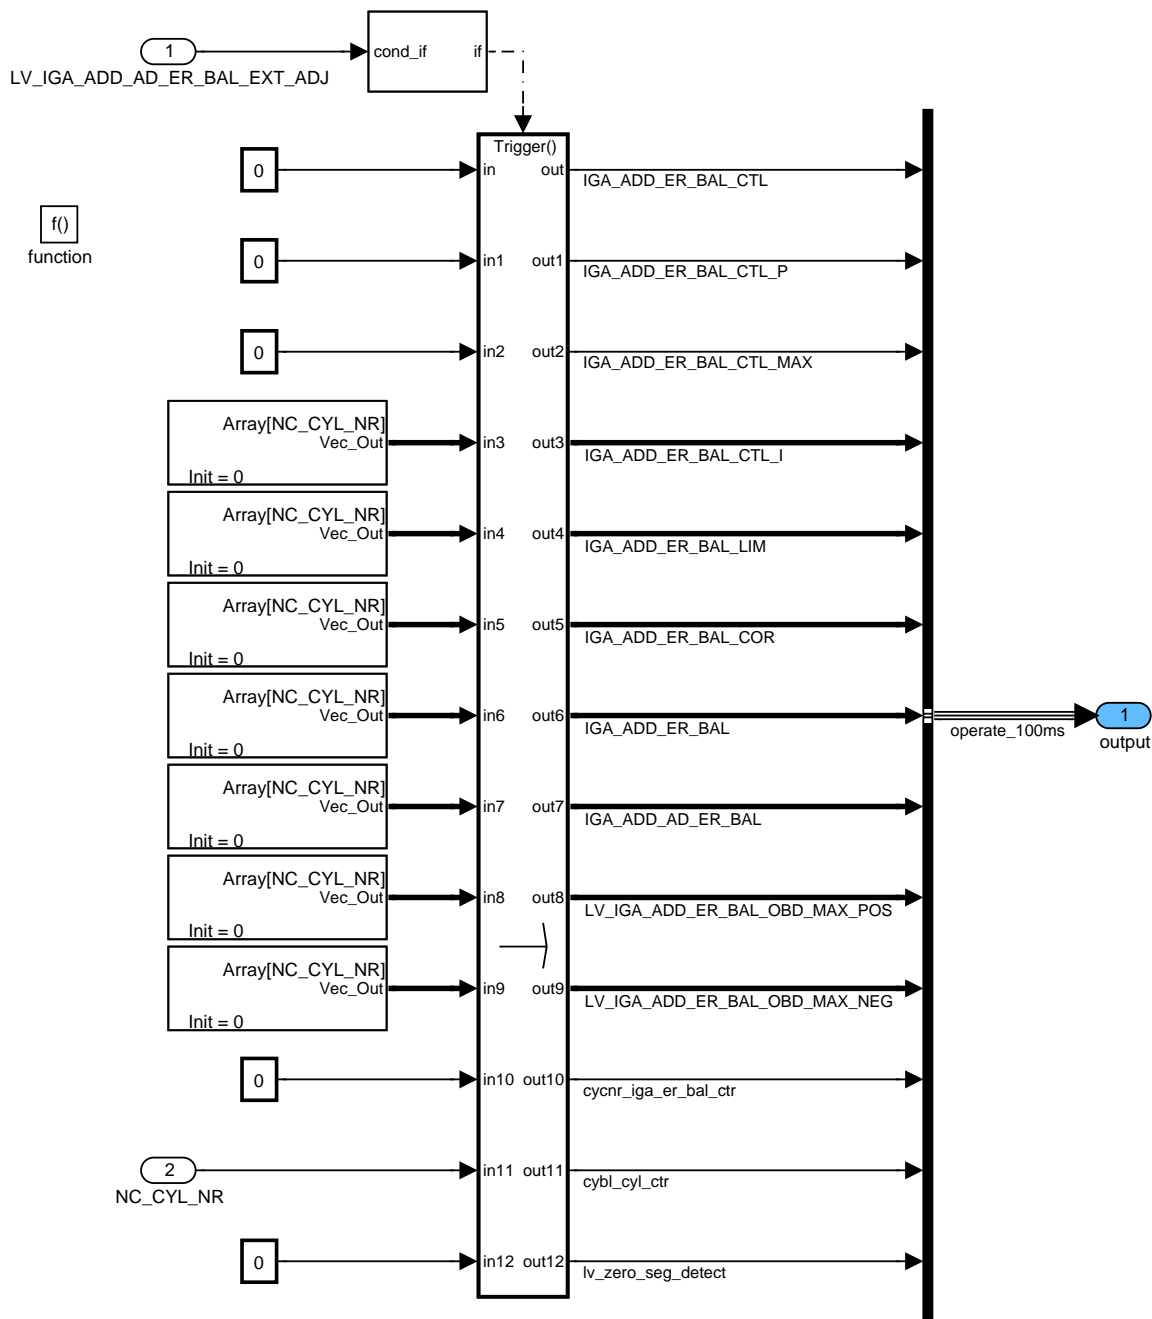 1
cond_if if
LV_IGA_ADD_AD_ER_BAL_EXT_ADJ
Trigger()
0
in out
IGA_ADD_ER_BAL_CTL
f()
function
0
in1 out1
IGA_ADD_ER_BAL_CTL_P
0
in2 out2
IGA_ADD_ER_BAL_CTL_MAX
Array[NC_CYL_NR]
Vec_Out
in3 out3
IGA_ADD_ER_BAL_CTL_I
Init = 0
Array[NC_CYL_NR]
Vec_Out
in4 out4
IGA_ADD_ER_BAL_LIM
Init = 0
Array[NC_CYL_NR]
Vec_Out
in5 out5
IGA_ADD_ER_BAL_COR
Init = 0
Array[NC_CYL_NR]
Vec_Out
in6 out6
IGA_ADD_ER_BAL
Init = 0
operate_100ms
1
output
Array[NC_CYL_NR]
Vec_Out
in7 out7
IGA_ADD_AD_ER_BAL
Init = 0
Array[NC_CYL_NR]
Vec_Out
in8 out8
LV_IGA_ADD_ER_BAL_OBD_MAX_POS
Init = 0
Array[NC_CYL_NR]
Vec_Out
in9 out9
LV_IGA_ADD_ER_BAL_OBD_MAX_NEG
Init = 0
0
in10 out10
cycnr_iga_er_bal_ctr
2
NC_CYL_NR
in11 out11
cybl_cyl_ctr
0
in12 out12
lv_zero_seg_detect